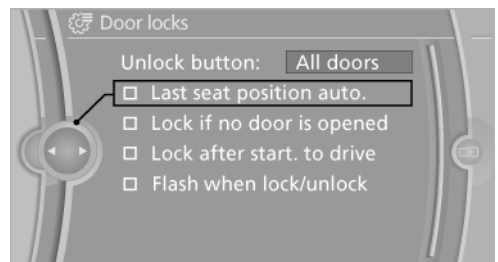 Door locks
Unlock button: All doors
Last seat position auto.
Lock if no door is opened
Lock after start. to drive
Flash when lock/unlock